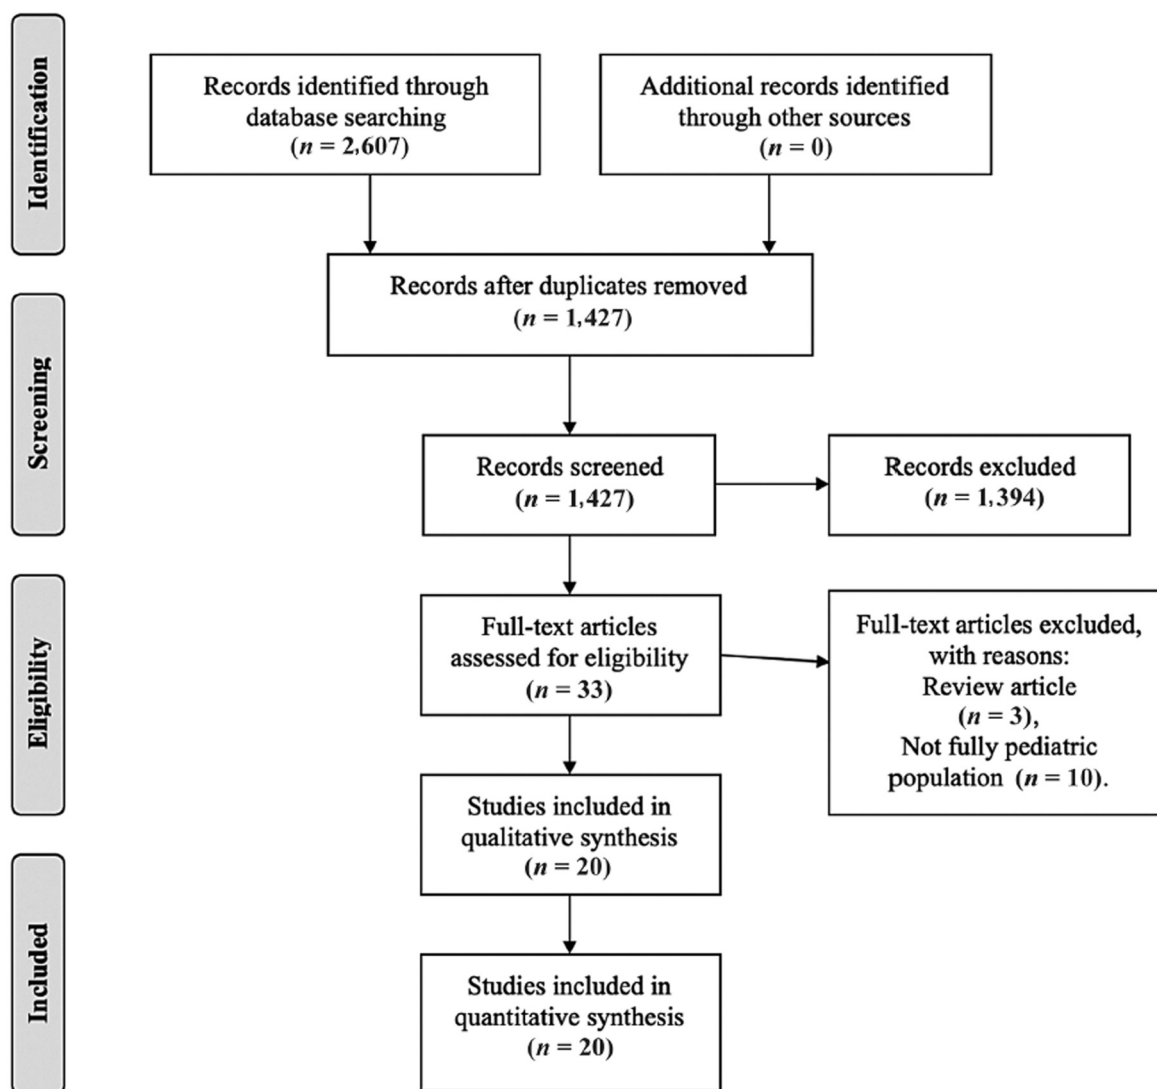 Identification
Records identified through
database searching
(n = 2,607)
Additional records identified
through other sources
(n = 0)
Records after duplicates removed
(n = 1,427)
Screening
Records screened
(n = 1,427)
Records excluded
(n = 1,394)
Eligibility
Full-text articles
assessed for eligibility
(n = 33)
Full-text articles excluded,
with reasons:
Review article
(n = 3),
Not fully pediatric
population (n = 10).
Studies included in
qualitative synthesis
(n = 20)
Included
Studies included in
quantitative synthesis
(n = 20)